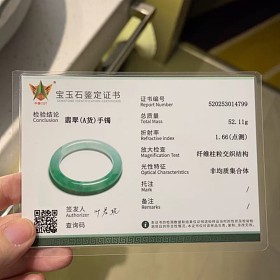 宝玉石鉴定证书
检验结论
Conclusion
翡翠(A货)手镯
签发人
Authorizer
查询码
证书编号
Report Number
520253014799
总质量
Total Mass
52.11g
折射率
Refractive index
1.66(点测)
放大检查
Magnification Test
纤维柱粒交织结构
光性特征
Optical Characteristics
非均质集合体
托注
Mark
/
备注
Remarks
/